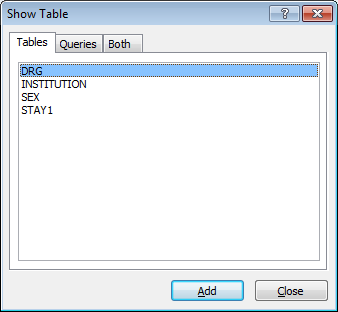 Show Table
Tables Queries Both
DRG
INSTITUTION
SEX
STAY1
Add Close